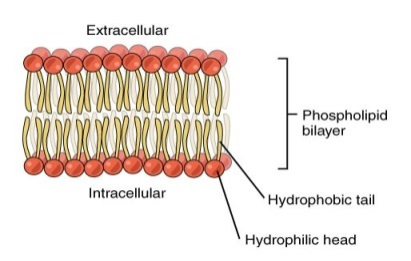 Extracellular
Phospholipid
bilayer
Intracellular
Hydrophobic tail
Hydrophilic head